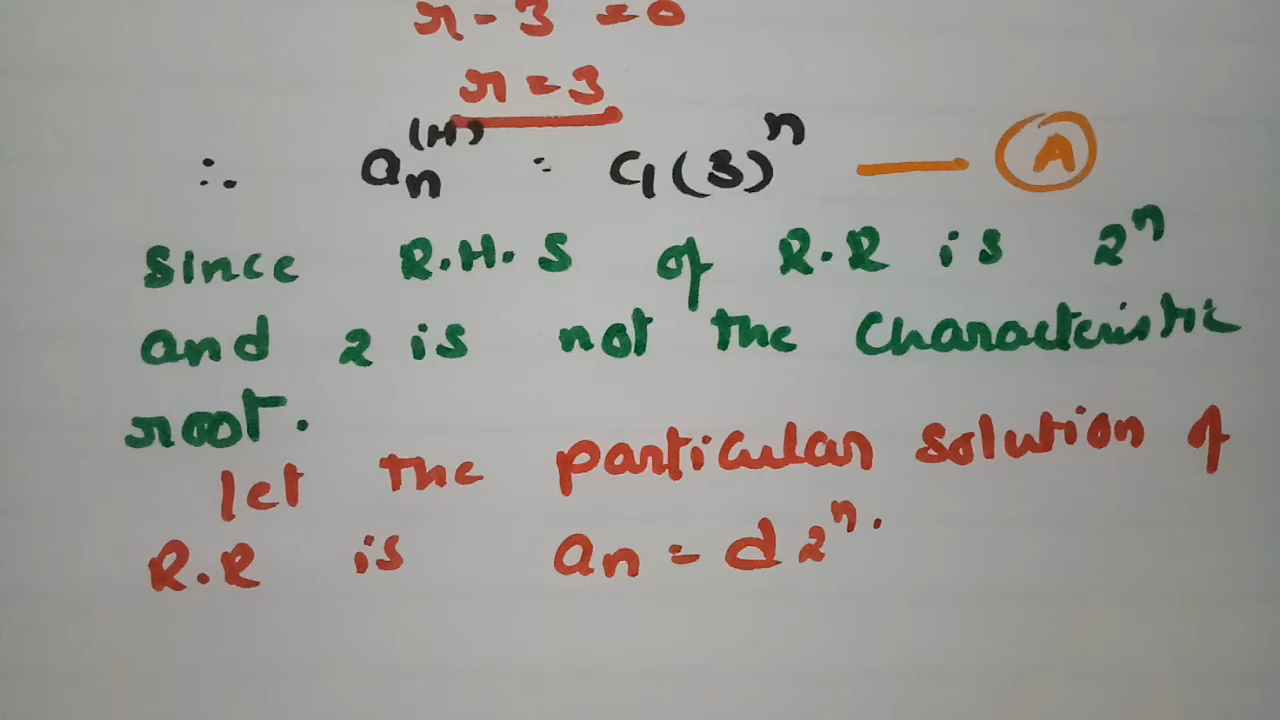 r - 3 = 0
r = 3
∴ aₙ⁽ᴴ⁾ = C₁(3)ⁿ — A
Since R.H.S of R.R is 2ⁿ
and 2 is not the characteristic
root.
let the particular solution of
R.R is aₙ = d 2ⁿ.